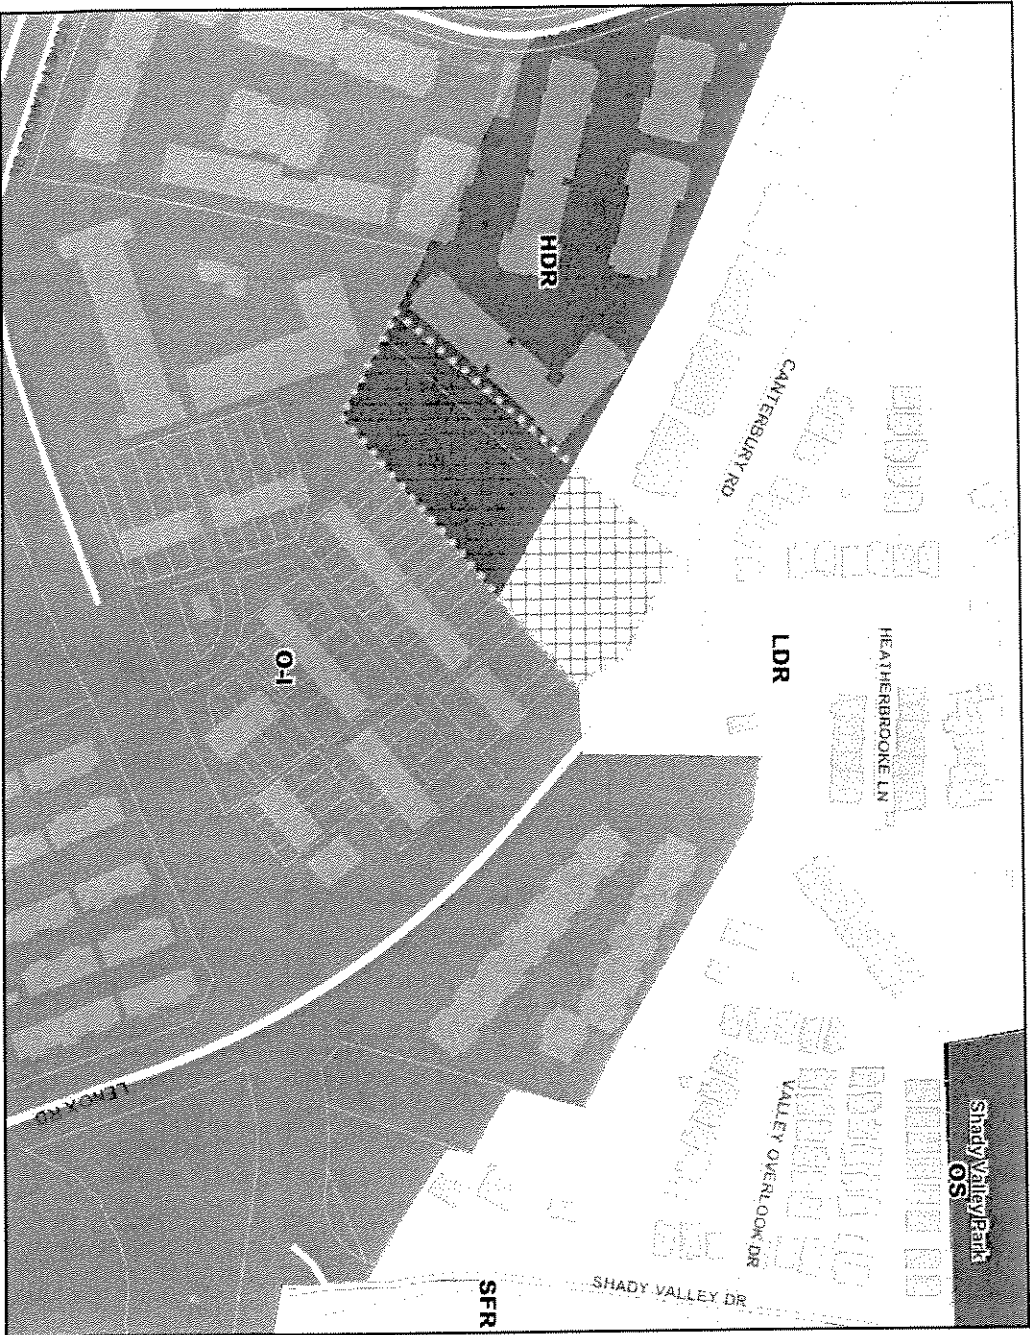 HDR
CANTERBURY RD
HEATHERBROOKE LN
LDR
O-I
LENOX RD
VALLEY OVERLOOK DR
Shady Valley Park
OS
SHADY VALLEY DR
SFR